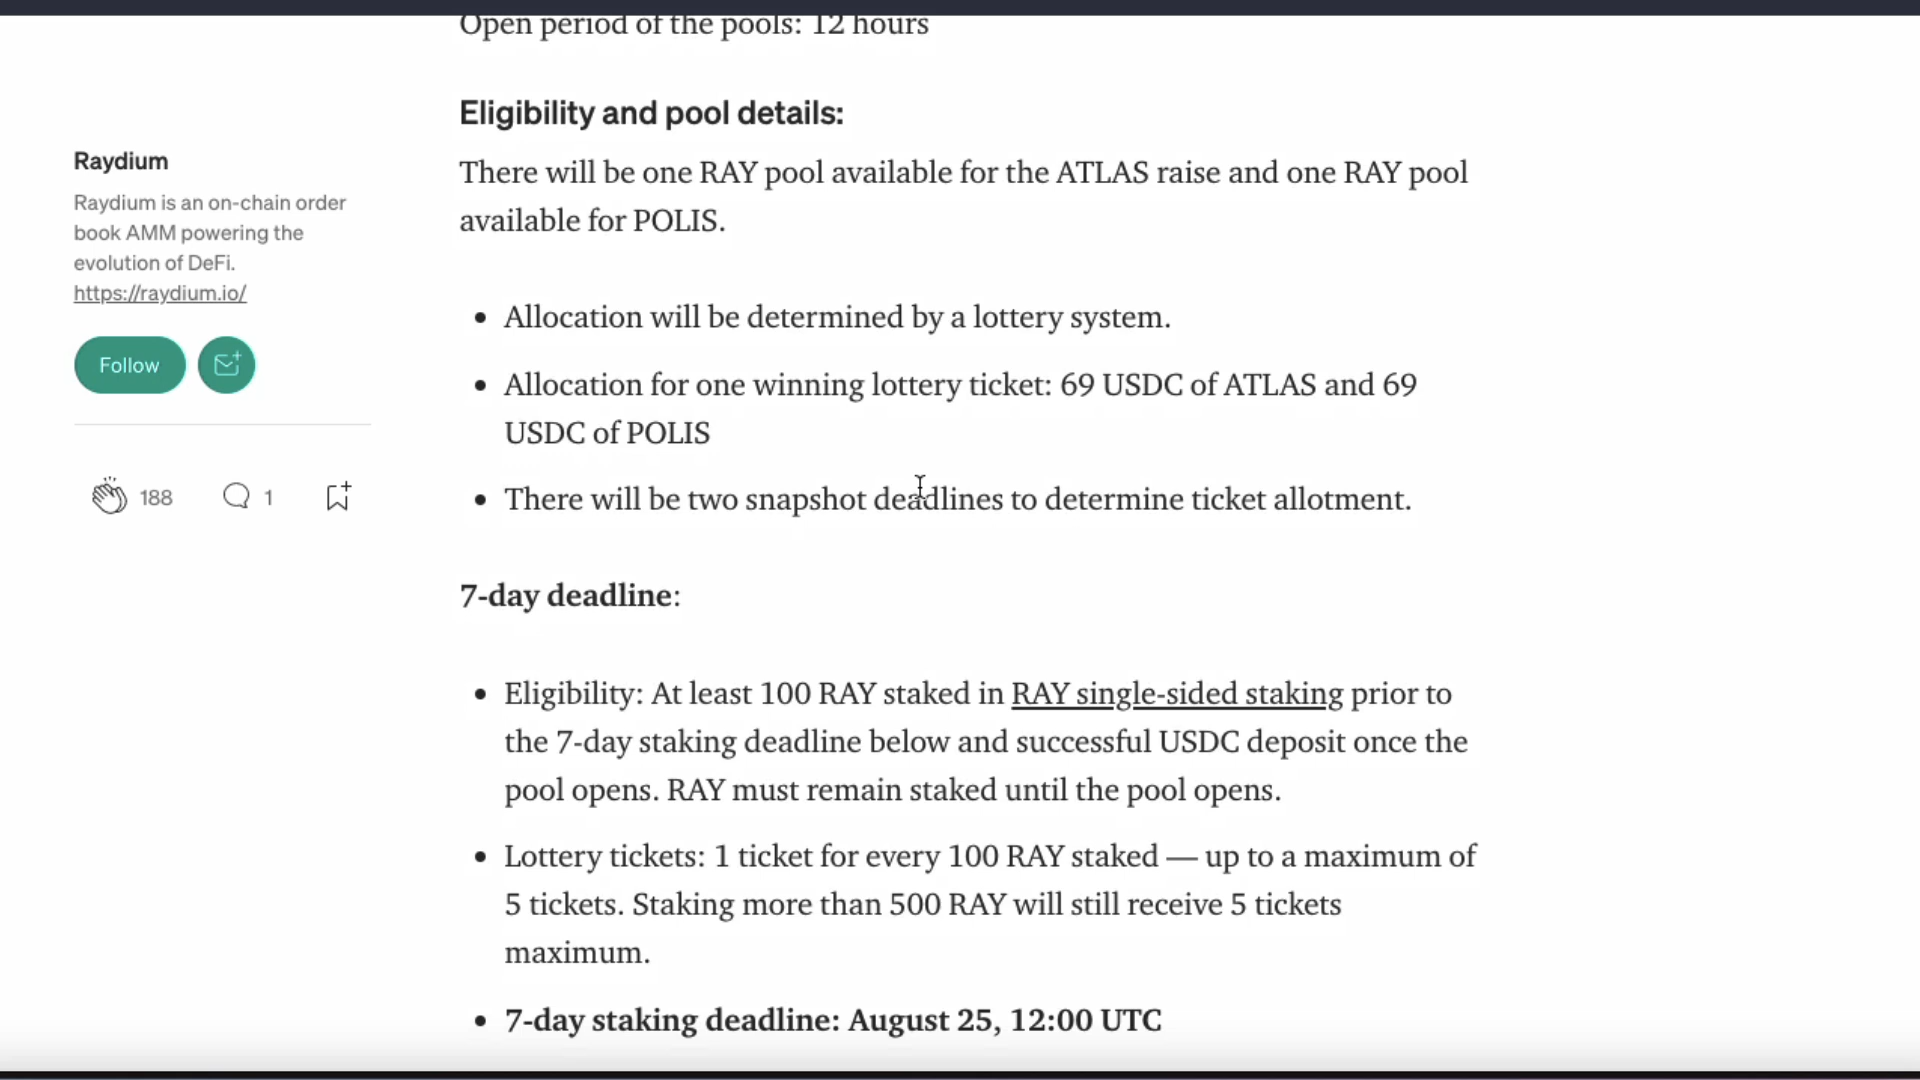 Open period of the pools: 12 hours
Eligibility and pool details:
Raydium
Raydium is an on-chain order
book AMM powering the
evolution of DeFi.
https://raydium.io/
Follow
188
1
There will be one RAY pool available for the ATLAS raise and one RAY pool
available for POLIS.
• Allocation will be determined by a lottery system.
• Allocation for one winning lottery ticket: 69 USDC of ATLAS and 69
USDC of POLIS
• There will be two snapshot deadlines to determine ticket allotment.
7-day deadline:
• Eligibility: At least 100 RAY staked in RAY single-sided staking prior to
the 7-day staking deadline below and successful USDC deposit once the
pool opens. RAY must remain staked until the pool opens.
• Lottery tickets: 1 ticket for every 100 RAY staked — up to a maximum of
5 tickets. Staking more than 500 RAY will still receive 5 tickets
maximum.
• 7-day staking deadline: August 25, 12:00 UTC